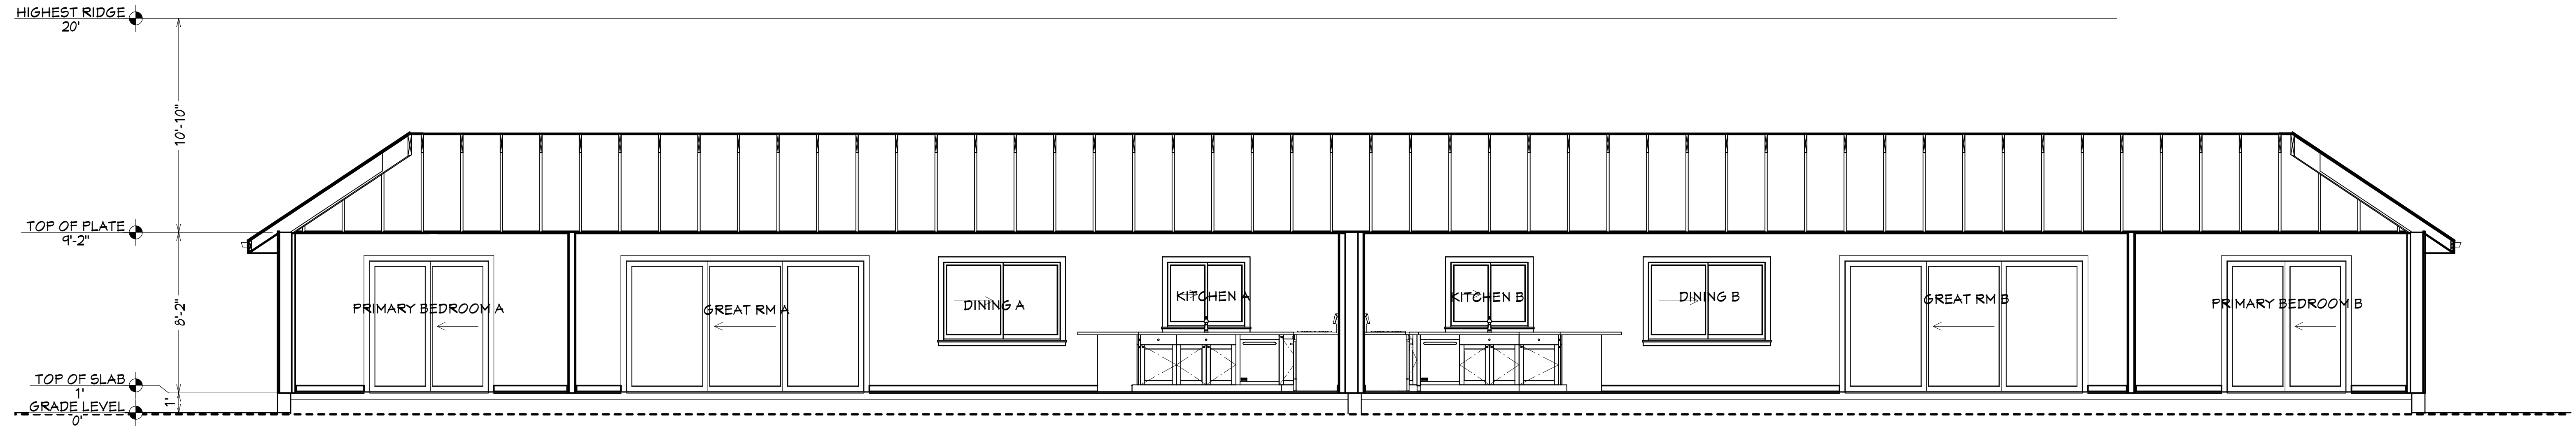 HIGHEST RIDGE
20'
10'-10"
TOP OF PLATE
9'-2"
8'-2"
PRIMARY BEDROOM A
GREAT RM A
DINING A
KITCHEN A
KITCHEN B
DINING B
GREAT RM B
PRIMARY BEDROOM B
TOP OF SLAB
1'
1'
GRADE LEVEL
0'